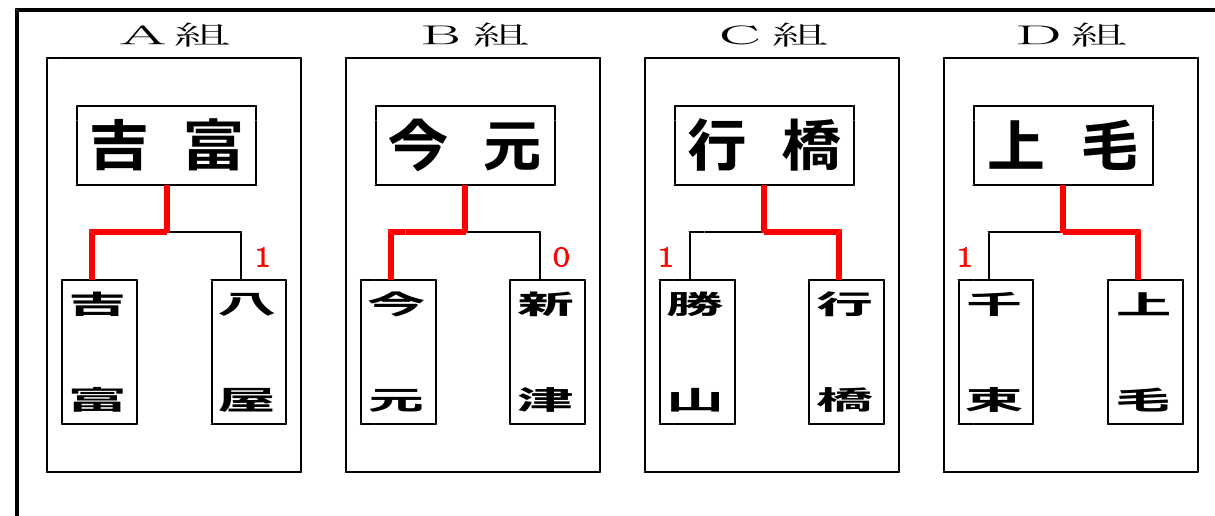 A組 B組 C組 D組
吉富 今元 行橋 上毛
1 0 1 1
吉富 八屋 今元 新津 勝山 行橋 千束 上毛